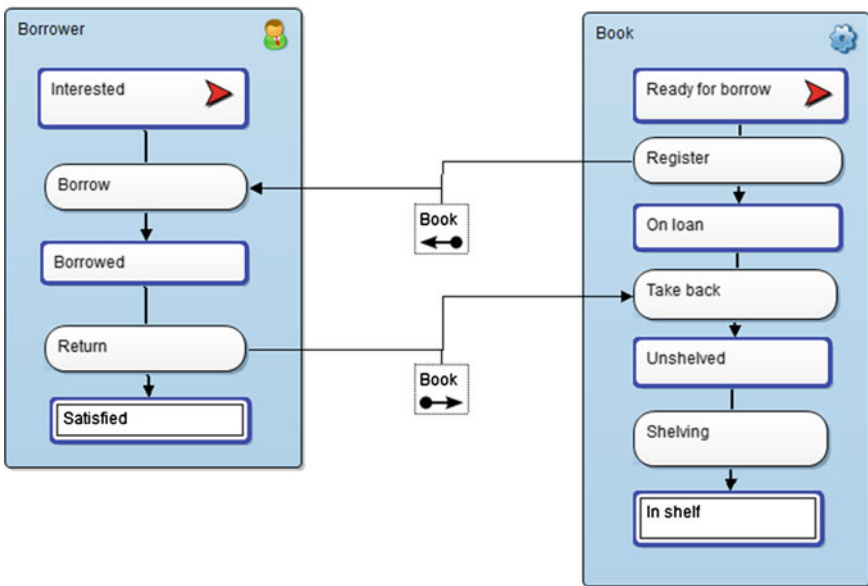 Borrower
Interested
Borrow
Borrowed
Return
Satisfied
Book
Book
Book
Ready for borrow
Register
On loan
Take back
Unshelved
Shelving
In shelf